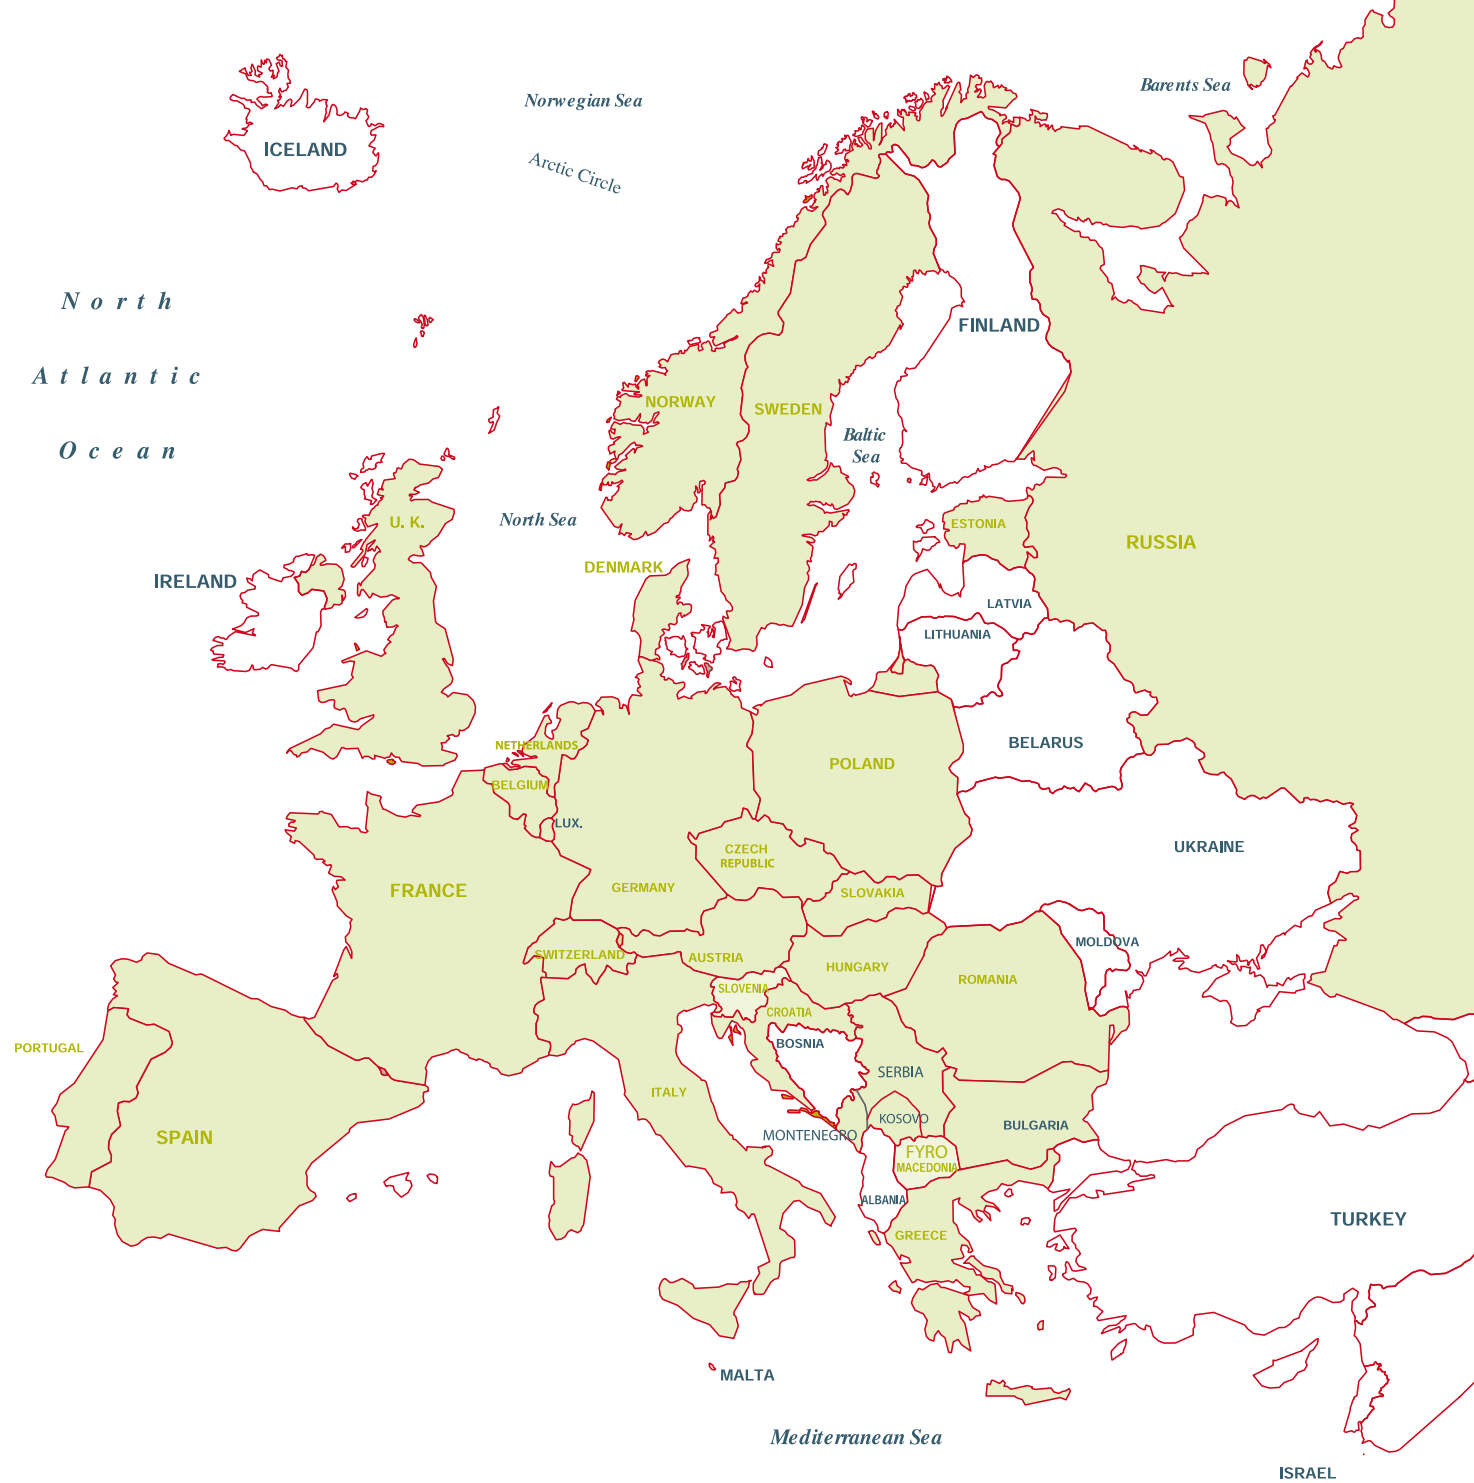 Norwegian Sea
Barents Sea
ICELAND
Arctic Circle
North
Atlantic
Ocean
FINLAND
NORWAY
SWEDEN
Baltic
Sea
North Sea
U. K.
ESTONIA
RUSSIA
IRELAND
DENMARK
LATVIA
LITHUANIA
NETHERLANDS
BELARUS
POLAND
BELGIUM
LUX.
UKRAINE
CZECH
REPUBLIC
FRANCE
GERMANY
SLOVAKIA
MOLDOVA
SWITZERLAND
AUSTRIA
HUNGARY
ROMANIA
SLOVENIA
CROATIA
PORTUGAL
BOSNIA
SERBIA
ITALY
KOSOVO
BULGARIA
SPAIN
MONTENEGRO
FYRO
MACEDONIA
ALBANIA
TURKEY
GREECE
MALTA
Mediterranean Sea
ISRAEL